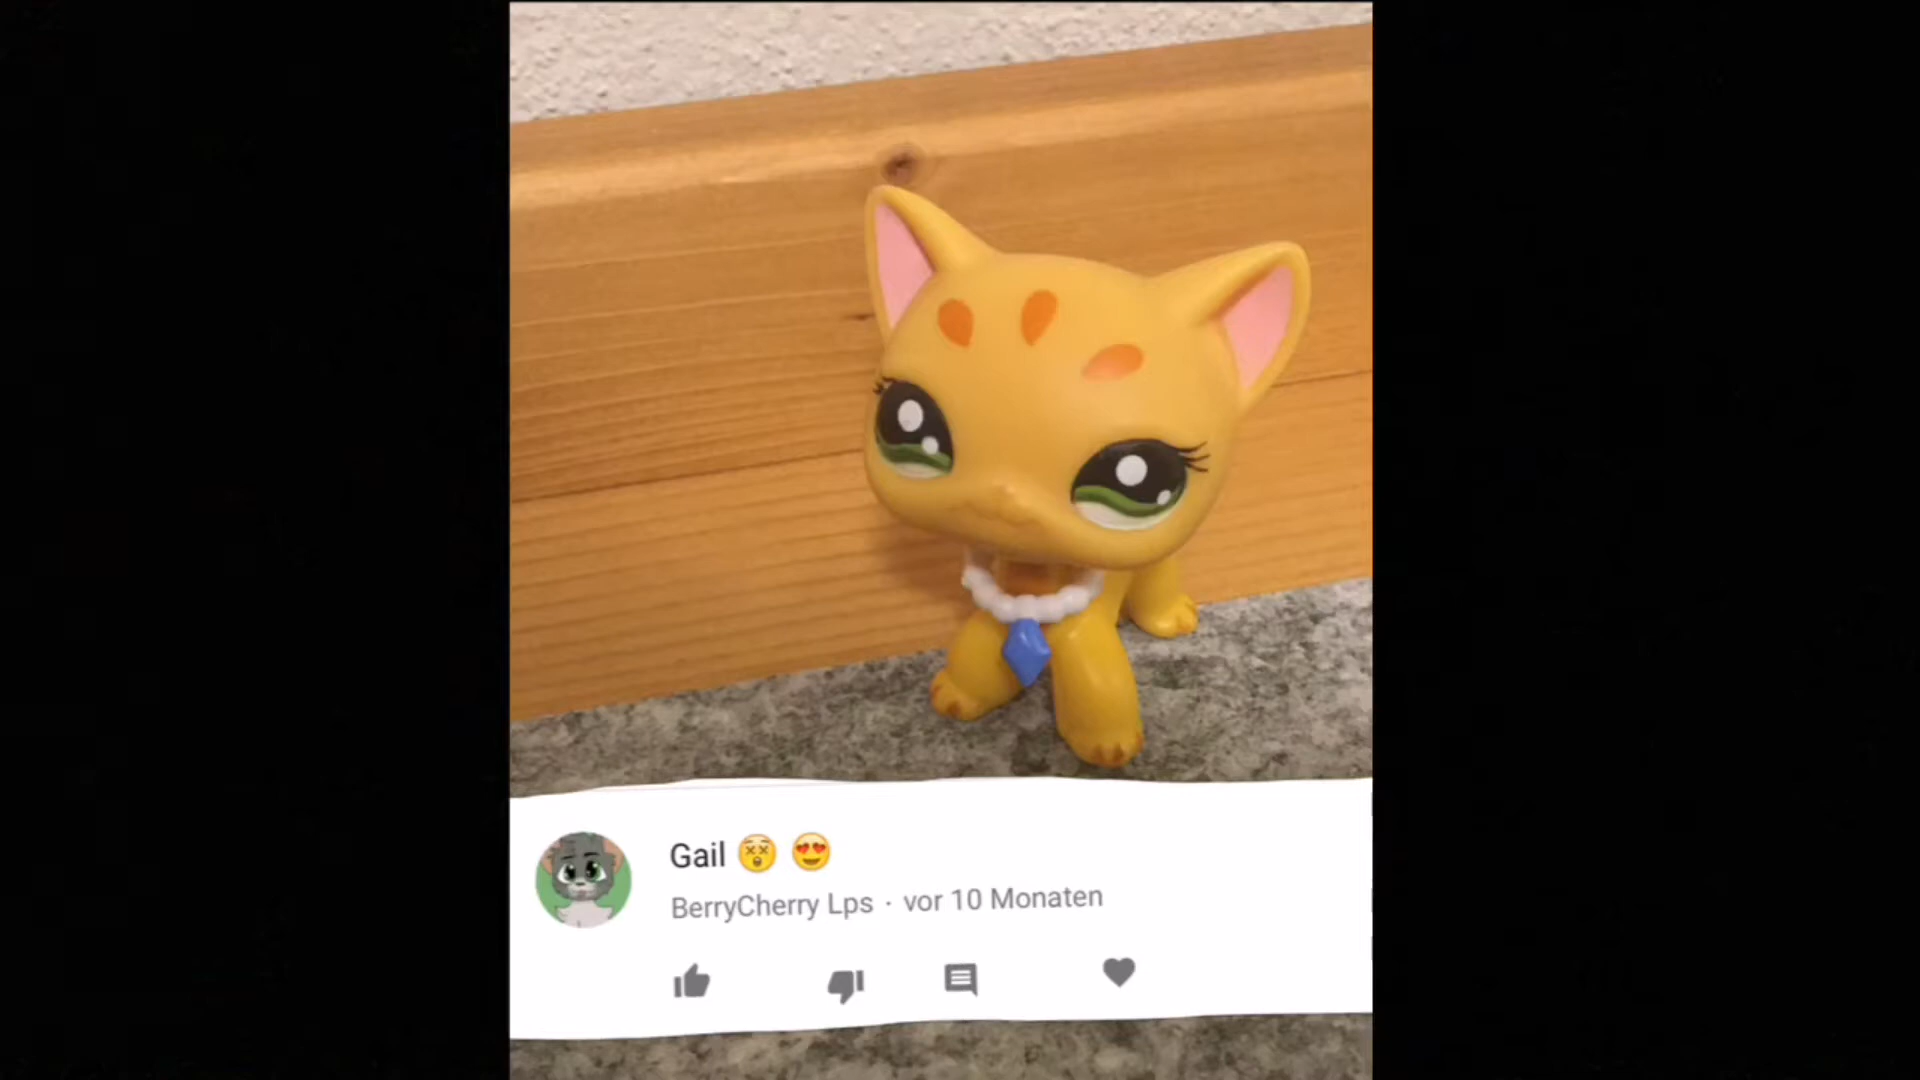 Gail 😲 😍
BerryCherry Lps · vor 10 Monaten